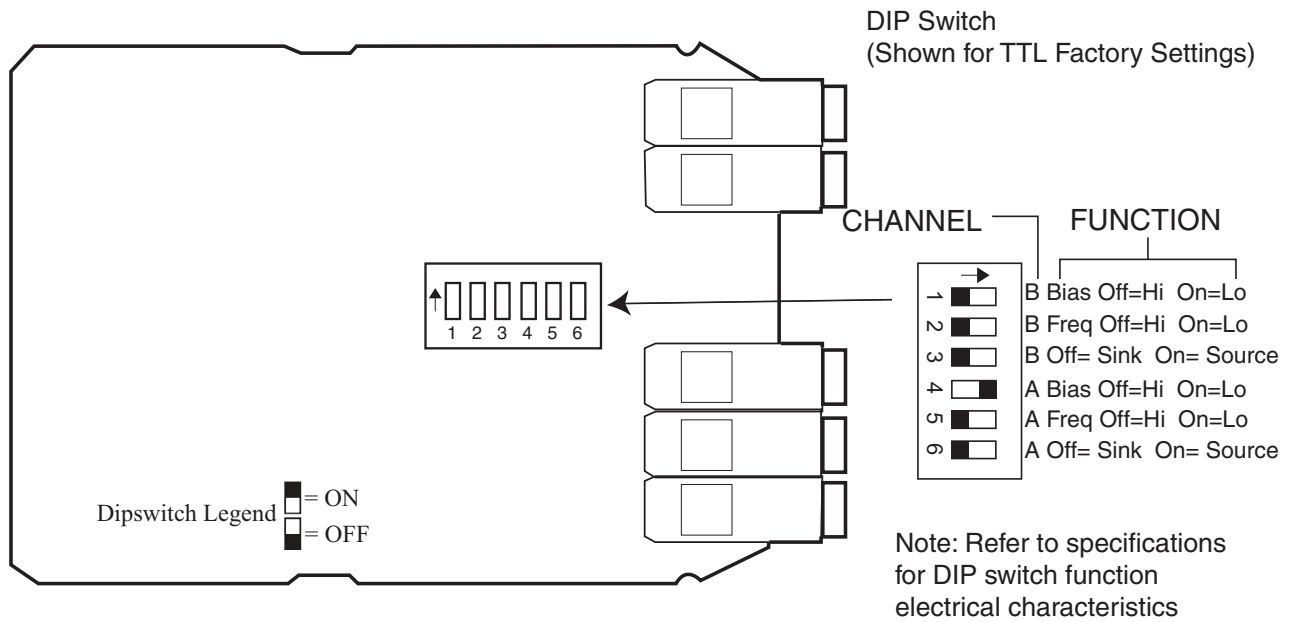 DIP Switch
(Shown for TTL Factory Settings)
CHANNEL FUNCTION
1 B Bias Off=Hi On=Lo
2 B Freq Off=Hi On=Lo
3 B Off= Sink On= Source
4 A Bias Off=Hi On=Lo
5 A Freq Off=Hi On=Lo
6 A Off= Sink On= Source
1 2 3 4 5 6
Dipswitch Legend
= ON
= OFF
Note: Refer to specifications
for DIP switch function
electrical characteristics